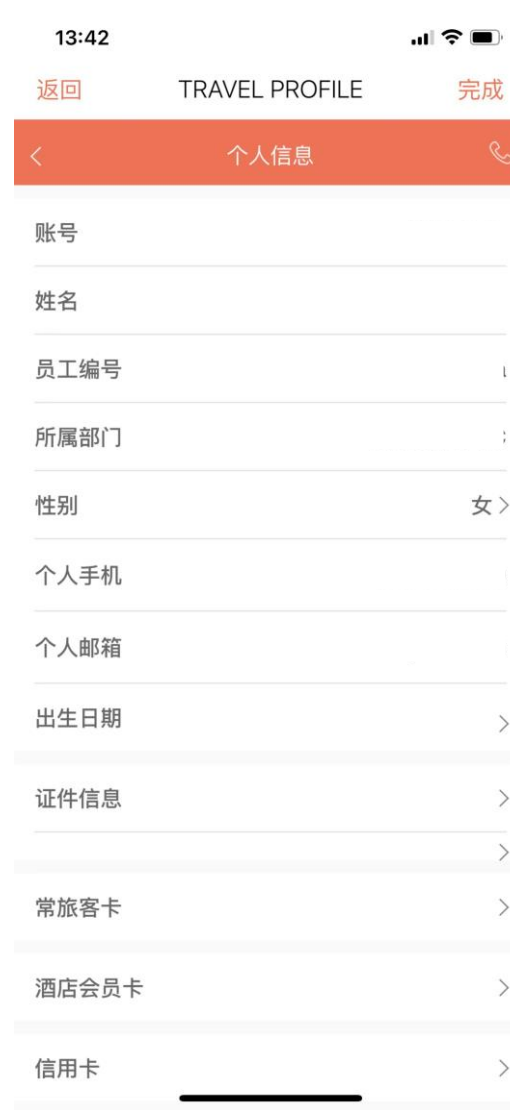 13:42
返回 TRAVEL PROFILE 完成
个人信息
账号
姓名
员工编号
所属部门
性别 女
个人手机
个人邮箱
出生日期
证件信息
常旅客卡
酒店会员卡
信用卡